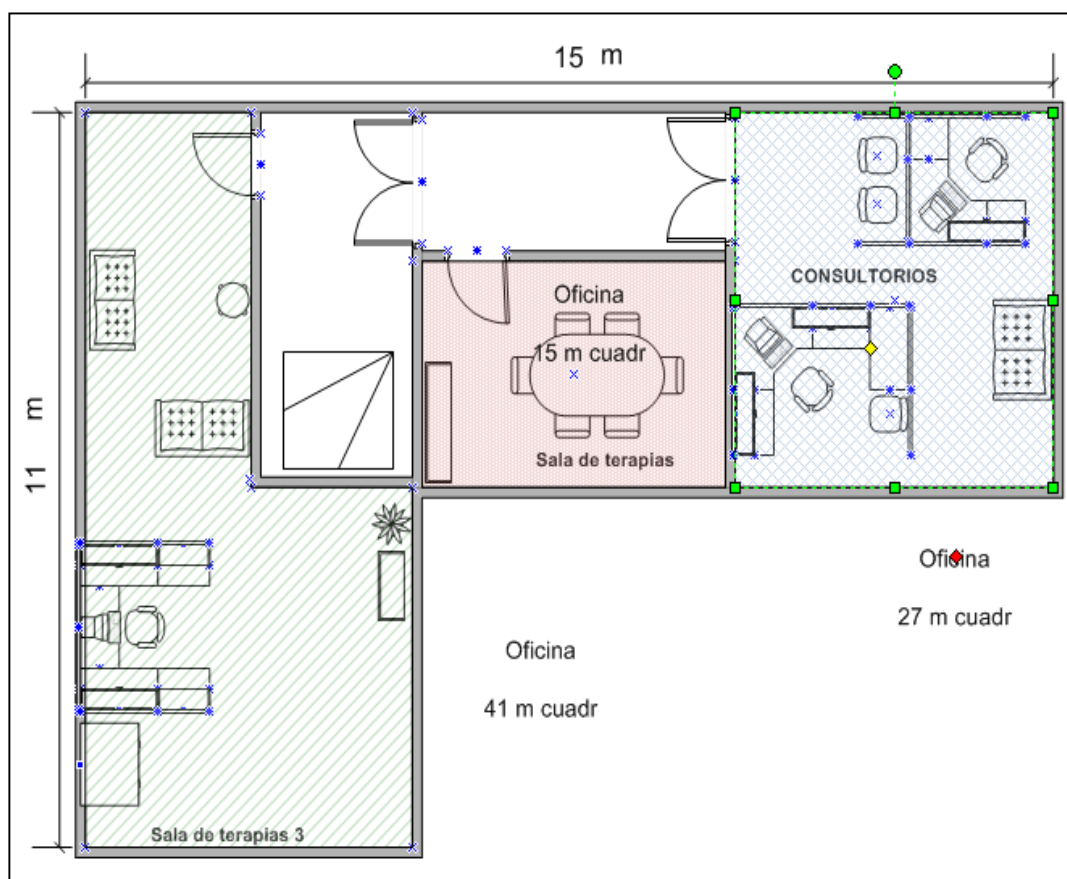 15 m
CONSULTORIOS
Oficina
15 m cuadr
11 m
Sala de terapias
Oficina
27 m cuadr
Oficina
41 m cuadr
Sala de terapias 3